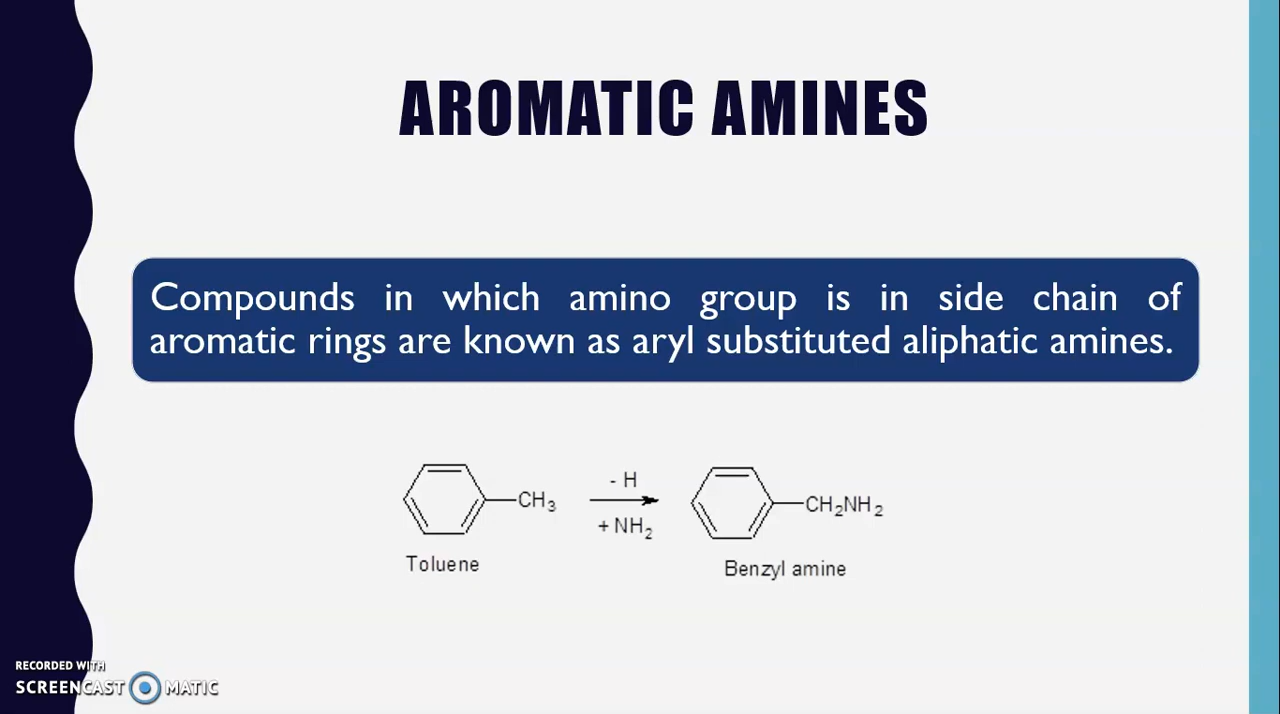 AROMATIC AMINES
Compounds in which amino group is in side chain of
aromatic rings are known as aryl substituted aliphatic amines.
- H
CH₃
+ NH₂
CH₂NH₂
Toluene
Benzyl amine
RECORDED WITH
SCREENCAST MATIC